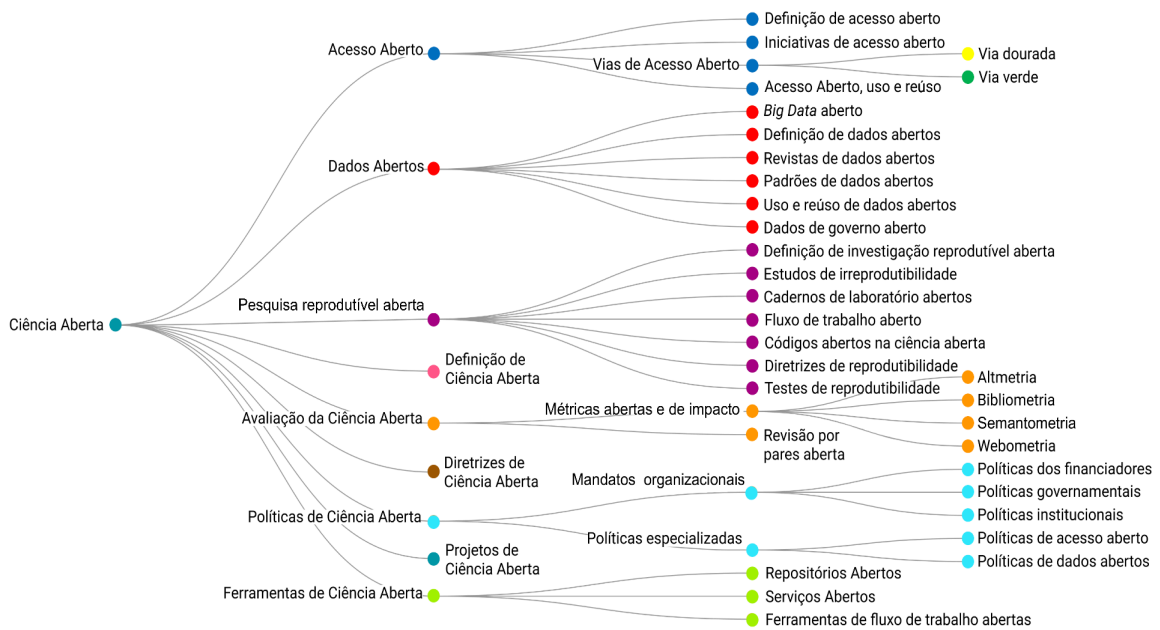 Ciência Aberta
Acesso Aberto
Definição de acesso aberto
Iniciativas de acesso aberto
Vias de Acesso Aberto
Via dourada
Via verde
Acesso Aberto, uso e reúso
Dados Abertos
Big Data aberto
Definição de dados abertos
Revistas de dados abertos
Padrões de dados abertos
Uso e reúso de dados abertos
Dados de governo aberto
Pesquisa reprodutível aberta
Definição de investigação reprodutível aberta
Estudos de irreprodutibilidade
Cadernos de laboratório abertos
Fluxo de trabalho aberto
Códigos abertos na ciência aberta
Diretrizes de reprodutibilidade
Testes de reprodutibilidade
Definição de
Ciência Aberta
Avaliação da Ciência Aberta
Métricas abertas e de impacto
Altmetria
Bibliometria
Semantometria
Webometria
Revisão por
pares aberta
Diretrizes de
Ciência Aberta
Políticas de Ciência Aberta
Mandatos organizacionais
Políticas dos financiadores
Políticas governamentais
Políticas institucionais
Políticas especializadas
Políticas de acesso aberto
Políticas de dados abertos
Projetos de
Ciência Aberta
Ferramentas de Ciência Aberta
Repositórios Abertos
Serviços Abertos
Ferramentas de fluxo de trabalho abertas